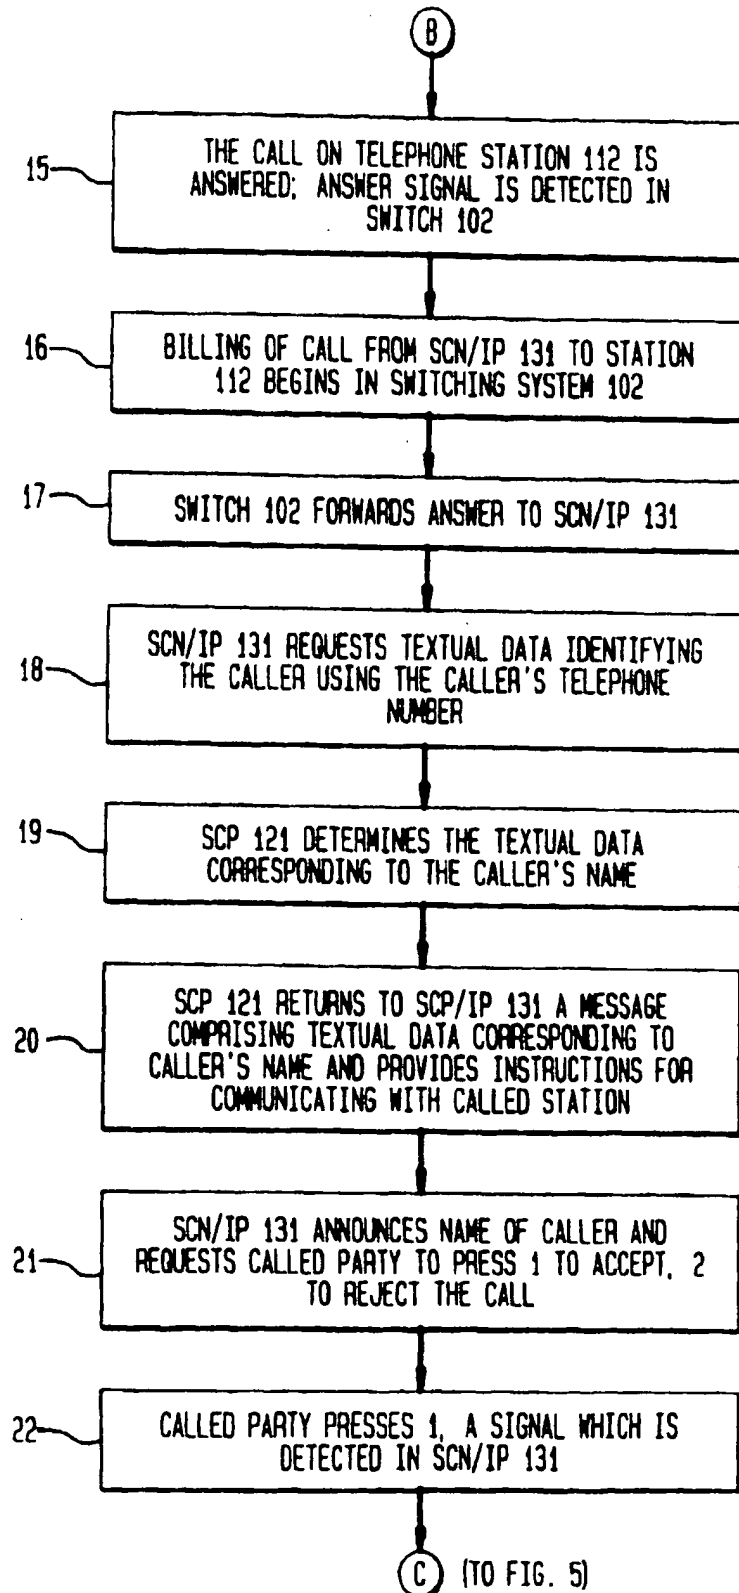 B
15
THE CALL ON TELEPHONE STATION 112 IS
ANSWERED; ANSWER SIGNAL IS DETECTED IN
SWITCH 102
16
BILLING OF CALL FROM SCN/IP 131 TO STATION
112 BEGINS IN SWITCHING SYSTEM 102
17
SWITCH 102 FORWARDS ANSWER TO SCN/IP 131
18
SCN/IP 131 REQUESTS TEXTUAL DATA IDENTIFYING
THE CALLER USING THE CALLER'S TELEPHONE
NUMBER
19
SCP 121 DETERMINES THE TEXTUAL DATA
CORRESPONDING TO THE CALLER'S NAME
20
SCP 121 RETURNS TO SCP/IP 131 A MESSAGE
COMPRISING TEXTUAL DATA CORRESPONDING TO
CALLER'S NAME AND PROVIDES INSTRUCTIONS FOR
COMMUNICATING WITH CALLED STATION
21
SCN/IP 131 ANNOUNCES NAME OF CALLER AND
REQUESTS CALLED PARTY TO PRESS 1 TO ACCEPT, 2
TO REJECT THE CALL
22
CALLED PARTY PRESSES 1, A SIGNAL WHICH IS
DETECTED IN SCN/IP 131
C (TO FIG. 5)